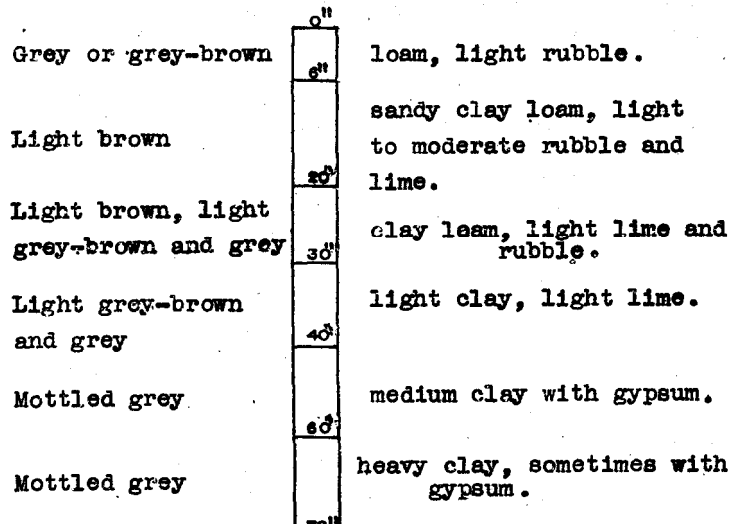 0"
Grey or grey-brown loam, light rubble.
6"
sandy clay loam, light
Light brown to moderate rubble and
20" lime.
Light brown, light
grey-brown and grey clay loam, light lime and
30" rubble.
Light grey-brown light clay, light lime.
and grey 40"
Mottled grey medium clay with gypsum.
60"
heavy clay, sometimes with
Mottled grey gypsum.